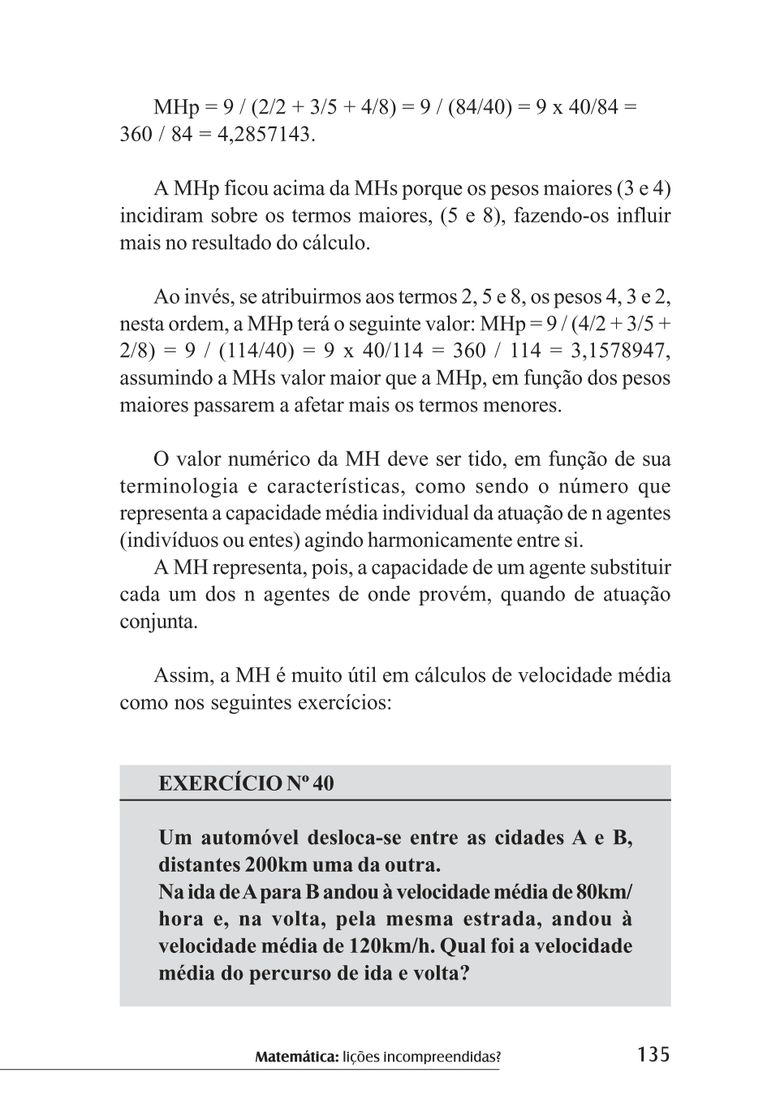 MHp = 9 / (2/2 + 3/5 + 4/8) = 9 / (84/40) = 9 x 40/84 =
360 / 84 = 4,2857143.
A MHp ficou acima da MHs porque os pesos maiores (3 e 4)
incidiram sobre os termos maiores, (5 e 8), fazendo-os influir
mais no resultado do cálculo.
Ao invés, se atribuirmos aos termos 2, 5 e 8, os pesos 4, 3 e 2,
nesta ordem, a MHp terá o seguinte valor: MHp = 9 / (4/2 + 3/5 +
2/8) = 9 / (114/40) = 9 x 40/114 = 360 / 114 = 3,1578947,
assumindo a MHs valor maior que a MHp, em função dos pesos
maiores passarem a afetar mais os termos menores.
O valor numérico da MH deve ser tido, em função de sua
terminologia e características, como sendo o número que
representa a capacidade média individual da atuação de n agentes
(indivíduos ou entes) agindo harmonicamente entre si.
A MH representa, pois, a capacidade de um agente substituir
cada um dos n agentes de onde provém, quando de atuação
conjunta.
Assim, a MH é muito útil em cálculos de velocidade média
como nos seguintes exercícios:
EXERCÍCIO Nº 40
Um automóvel desloca-se entre as cidades A e B,
distantes 200km uma da outra.
Na ida de A para B andou à velocidade média de 80km/
hora e, na volta, pela mesma estrada, andou à
velocidade média de 120km/h. Qual foi a velocidade
média do percurso de ida e volta?
Matemática: lições incompreendidas? 135